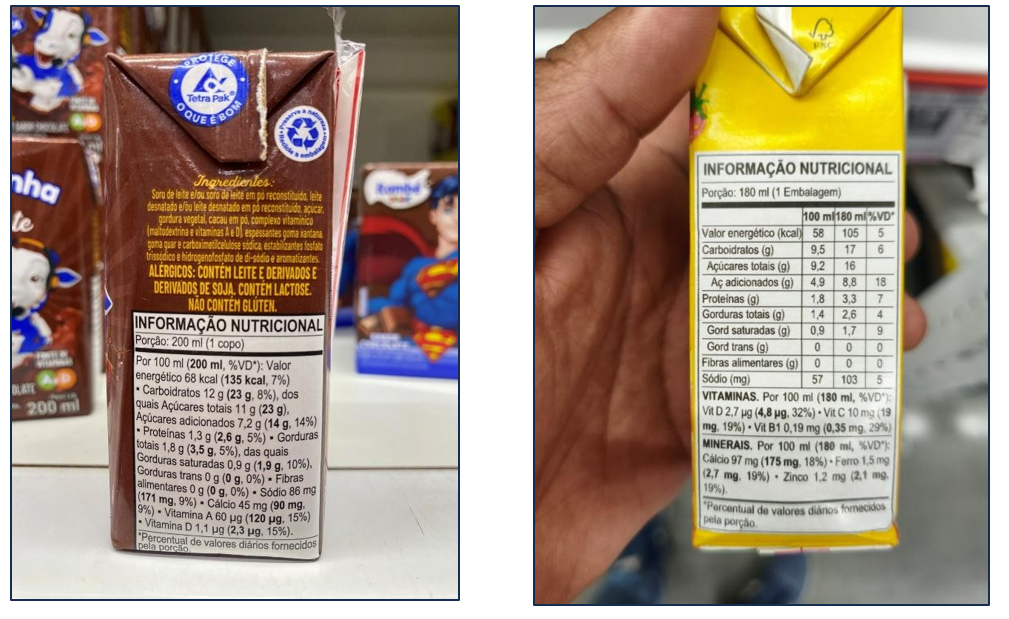 PROTEGE
Tetra Pak
O QUE É BOM
Preserve a natureza
Recicle a embalagem
Ingredientes:
Soro de leite e/ou soro de leite em pó reconstituído, leite
desnatado e/ou leite desnatado em pó reconstituído, açúcar,
gordura vegetal, cacau em pó, complexo vitamínico
(maltodextrina e vitaminas A e D), espessantes goma xantana,
goma guar e carboximetilcelulose sódica, estabilizantes fosfato
trissódico e hidrogenofosfato de di-sódio e aromatizantes.
ALÉRGICOS: CONTÉM LEITE E DERIVADOS E
DERIVADOS DE SOJA. CONTÉM LACTOSE.
NÃO CONTÉM GLÚTEN.
INFORMAÇÃO NUTRICIONAL
Porção: 200 ml (1 copo)
Por 100 ml (200 ml, %VD*): Valor
energético 68 kcal (135 kcal, 7%)
• Carboidratos 12 g (23 g, 8%), dos
quais Açúcares totais 11 g (23 g),
Açúcares adicionados 7,2 g (14 g, 14%)
• Proteínas 1,3 g (2,6 g, 5%) • Gorduras
totais 1,8 g (3,5 g, 5%), das quais
Gorduras saturadas 0,9 g (1,9 g, 10%),
Gorduras trans 0 g (0 g, 0%) • Fibras
alimentares 0 g (0 g, 0%) • Sódio 86 mg
(171 mg, 9%) • Cálcio 45 mg (90 mg,
9%) • Vitamina A 60 µg (120 µg, 15%)
• Vitamina D 1,1 µg (2,3 µg, 15%).
*Percentual de valores diários fornecidos
pela porção.
nha
te
200 ml
FSC
INFORMAÇÃO NUTRICIONAL
Porção: 180 ml (1 Embalagem)
100 ml 180 ml %VD*
Valor energético (kcal) 58 105 5
Carboidratos (g) 9,5 17 6
Açúcares totais (g) 9,2 16
Aç adicionados (g) 4,9 8,8 18
Proteínas (g) 1,8 3,3 7
Gorduras totais (g) 1,4 2,6 4
Gord saturadas (g) 0,9 1,7 9
Gord trans (g) 0 0 0
Fibras alimentares (g) 0 0 0
Sódio (mg) 57 103 5
VITAMINAS. Por 100 ml (180 ml, %VD*):
Vit D 2,7 µg (4,8 µg, 32%) • Vit C 10 mg (19
mg, 19%) • Vit B1 0,19 mg (0,35 mg, 29%)
MINERAIS. Por 100 ml (180 ml, %VD*):
Cálcio 97 mg (175 mg, 18%) • Ferro 1,5 mg
(2,7 mg, 19%) • Zinco 1,2 mg (2,1 mg,
19%).
*Percentual de valores diários fornecidos
pela porção.